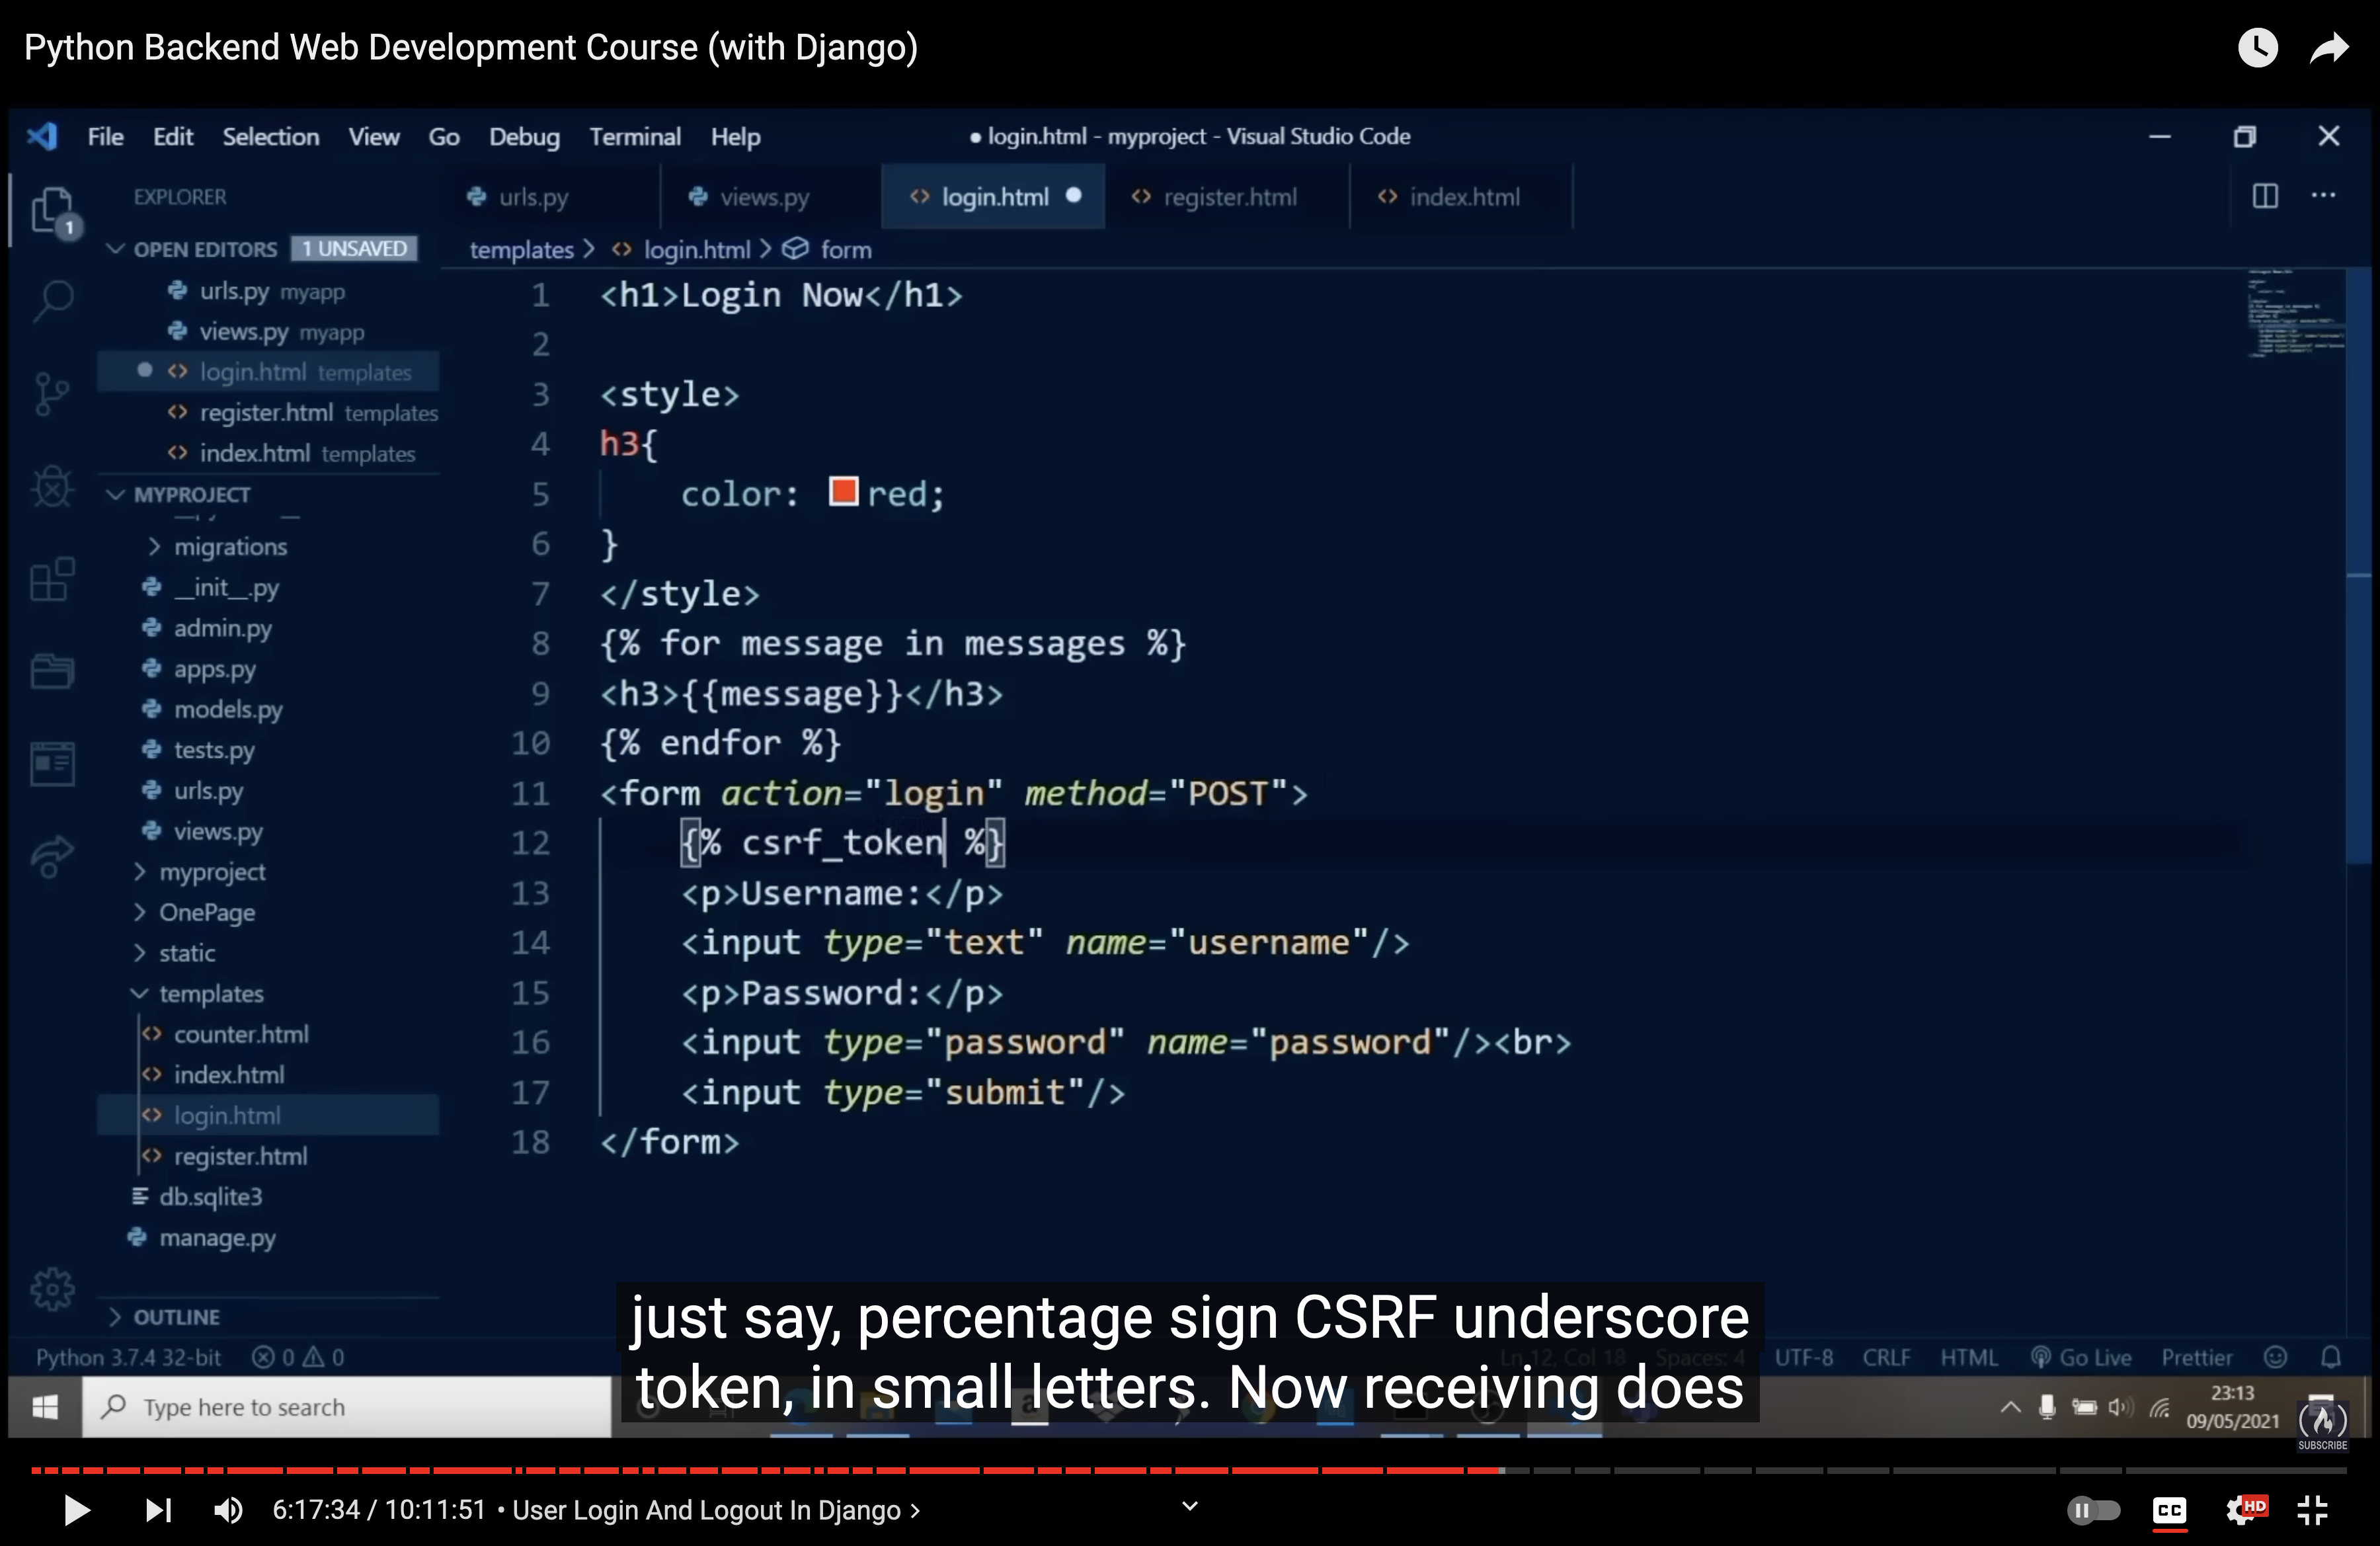 Python Backend Web Development Course (with Django)
File Edit Selection View Go Debug Terminal Help
● login.html - myproject - Visual Studio Code
EXPLORER
urls.py
views.py
login.html
register.html
index.html
OPEN EDITORS 1 UNSAVED
templates > login.html > form
urls.py myapp
views.py myapp
login.html templates
register.html templates
index.html templates
MYPROJECT
migrations
__init__.py
admin.py
apps.py
models.py
tests.py
urls.py
views.py
myproject
OnePage
static
templates
counter.html
index.html
login.html
register.html
db.sqlite3
manage.py
OUTLINE
1 <h1>Login Now</h1>
2
3 <style>
4 h3{
5 color: red;
6 }
7 </style>
8 {% for message in messages %}
9 <h3>{{message}}</h3>
10 {% endfor %}
11 <form action="login" method="POST">
12 {% csrf_token %}
13 <p>Username:</p>
14 <input type="text" name="username"/>
15 <p>Password:</p>
16 <input type="password" name="password"/><br>
17 <input type="submit"/>
18 </form>
just say, percentage sign CSRF underscore
token, in small letters. Now receiving does
Python 3.7.4 32-bit 0 0
Ln 12, Col 18 Spaces: 4 UTF-8 CRLF HTML Go Live Prettier
Type here to search
23:13
09/05/2021
SUBSCRIBE
6:17:34 / 10:11:51 • User Login And Logout In Django >
CC
HD
1